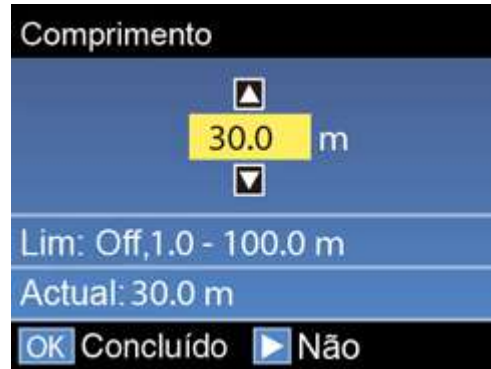 Comprimento
30.0 m
Lim: Off,1.0 - 100.0 m
Actual: 30.0 m
OK Concluído Não